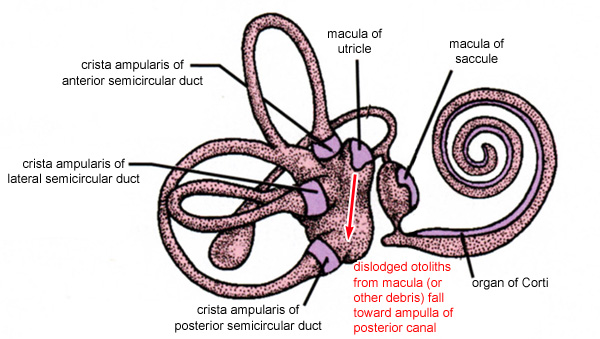 macula of
utricle
macula of
saccule
crista ampularis of
anterior semicircular duct
crista ampularis of
lateral semicircular duct
dislodged otoliths
from macula (or
other debris) fall
toward ampulla of
posterior canal
organ of Corti
crista ampularis of
posterior semicircular duct